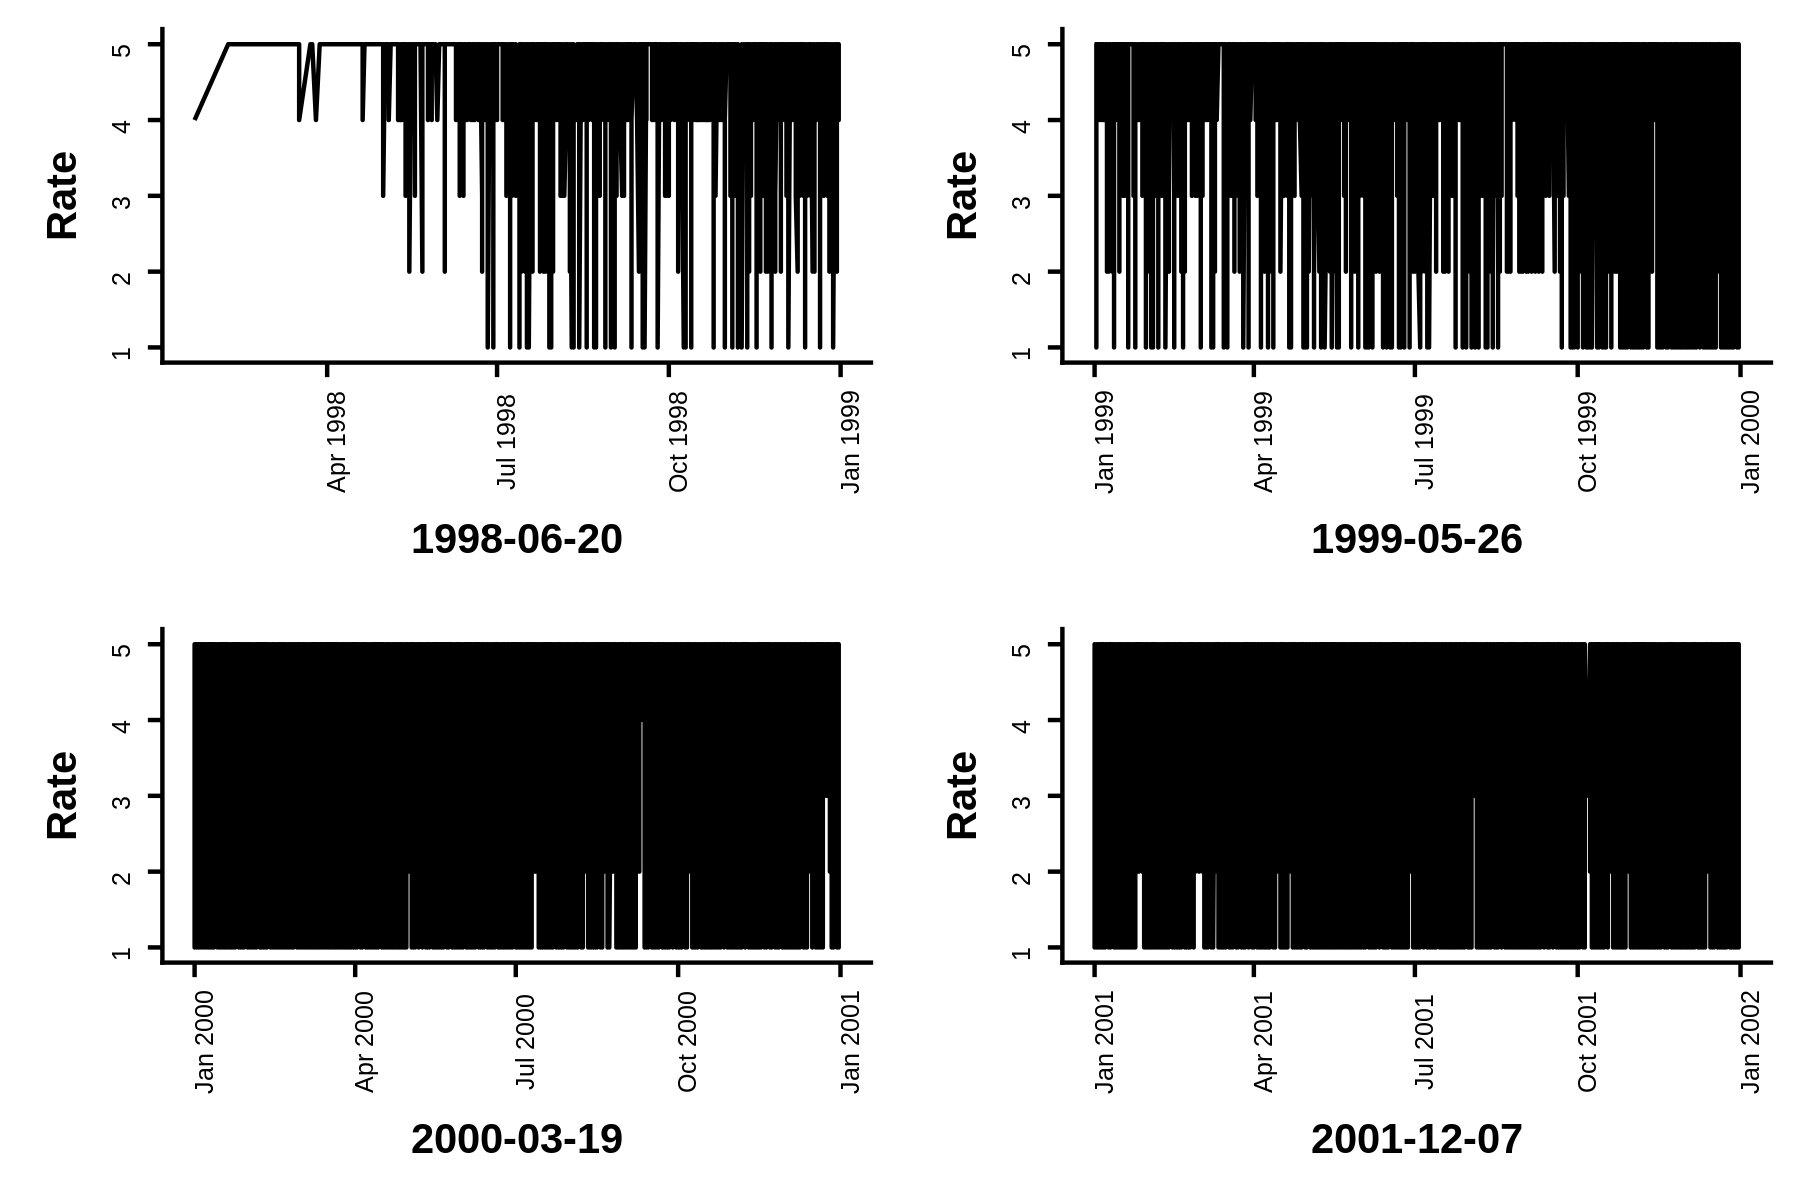 Rate
5
4
3
2
1
Apr 1998
Jul 1998
Oct 1998
Jan 1999
1998-06-20
Rate
5
4
3
2
1
Jan 1999
Apr 1999
Jul 1999
Oct 1999
Jan 2000
1999-05-26
Rate
5
4
3
2
1
Jan 2000
Apr 2000
Jul 2000
Oct 2000
Jan 2001
2000-03-19
Rate
5
4
3
2
1
Jan 2001
Apr 2001
Jul 2001
Oct 2001
Jan 2002
2001-12-07